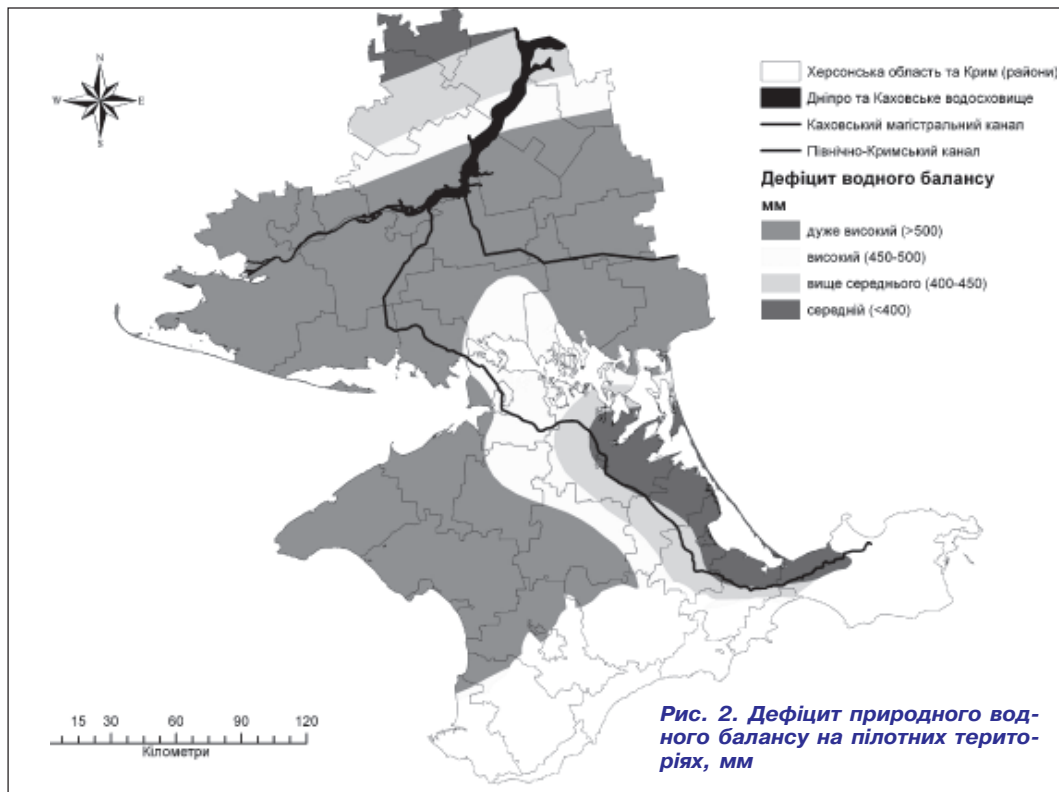 N
W E
S
Херсонська область та Крим (райони)
Дніпро та Каховське водосховище
Каховський магістральний канал
Північно-Кримський канал
Дефіцит водного балансу
мм
дуже високий (>500)
високий (450-500)
вище середнього (400-450)
середній (<400)
15 30 60 90 120
Кілометри
Рис. 2. Дефіцит природного вод-
ного балансу на пілотних терито-
ріях, мм